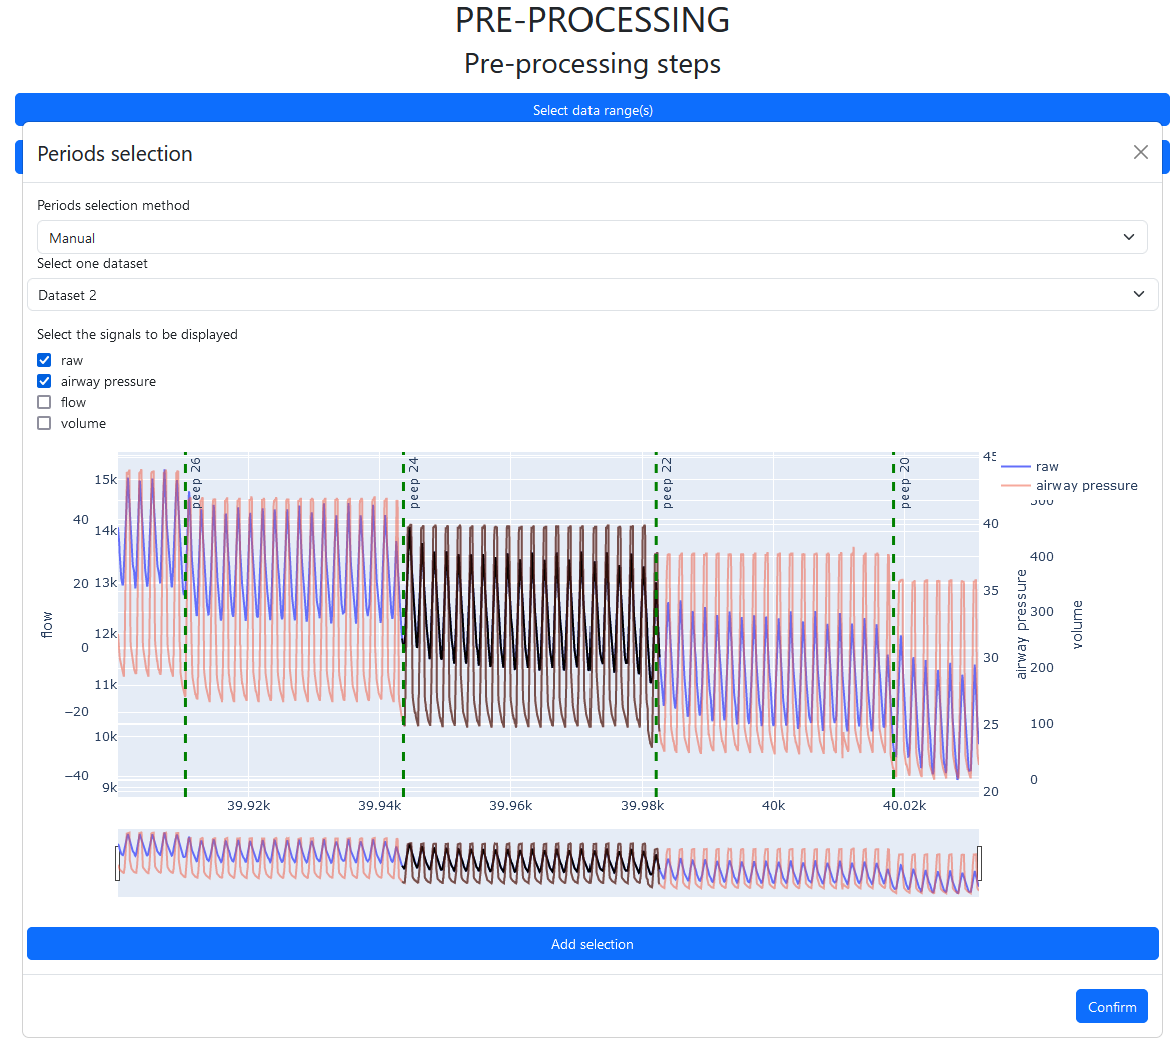 PRE-PROCESSING
Pre-processing steps
Select data range(s)
Periods selection
Periods selection method
Manual
Select one dataset
Dataset 2
Select the signals to be displayed
raw
airway pressure
flow
volume
peep 26
peep 24
peep 22
peep 20
raw
airway pressure
flow
40
20
0
−20
−40
15k
14k
13k
12k
11k
10k
9k
45
40
35
30
25
20
airway pressure
500
400
300
200
100
0
volume
39.92k
39.94k
39.96k
39.98k
40k
40.02k
Add selection
Confirm